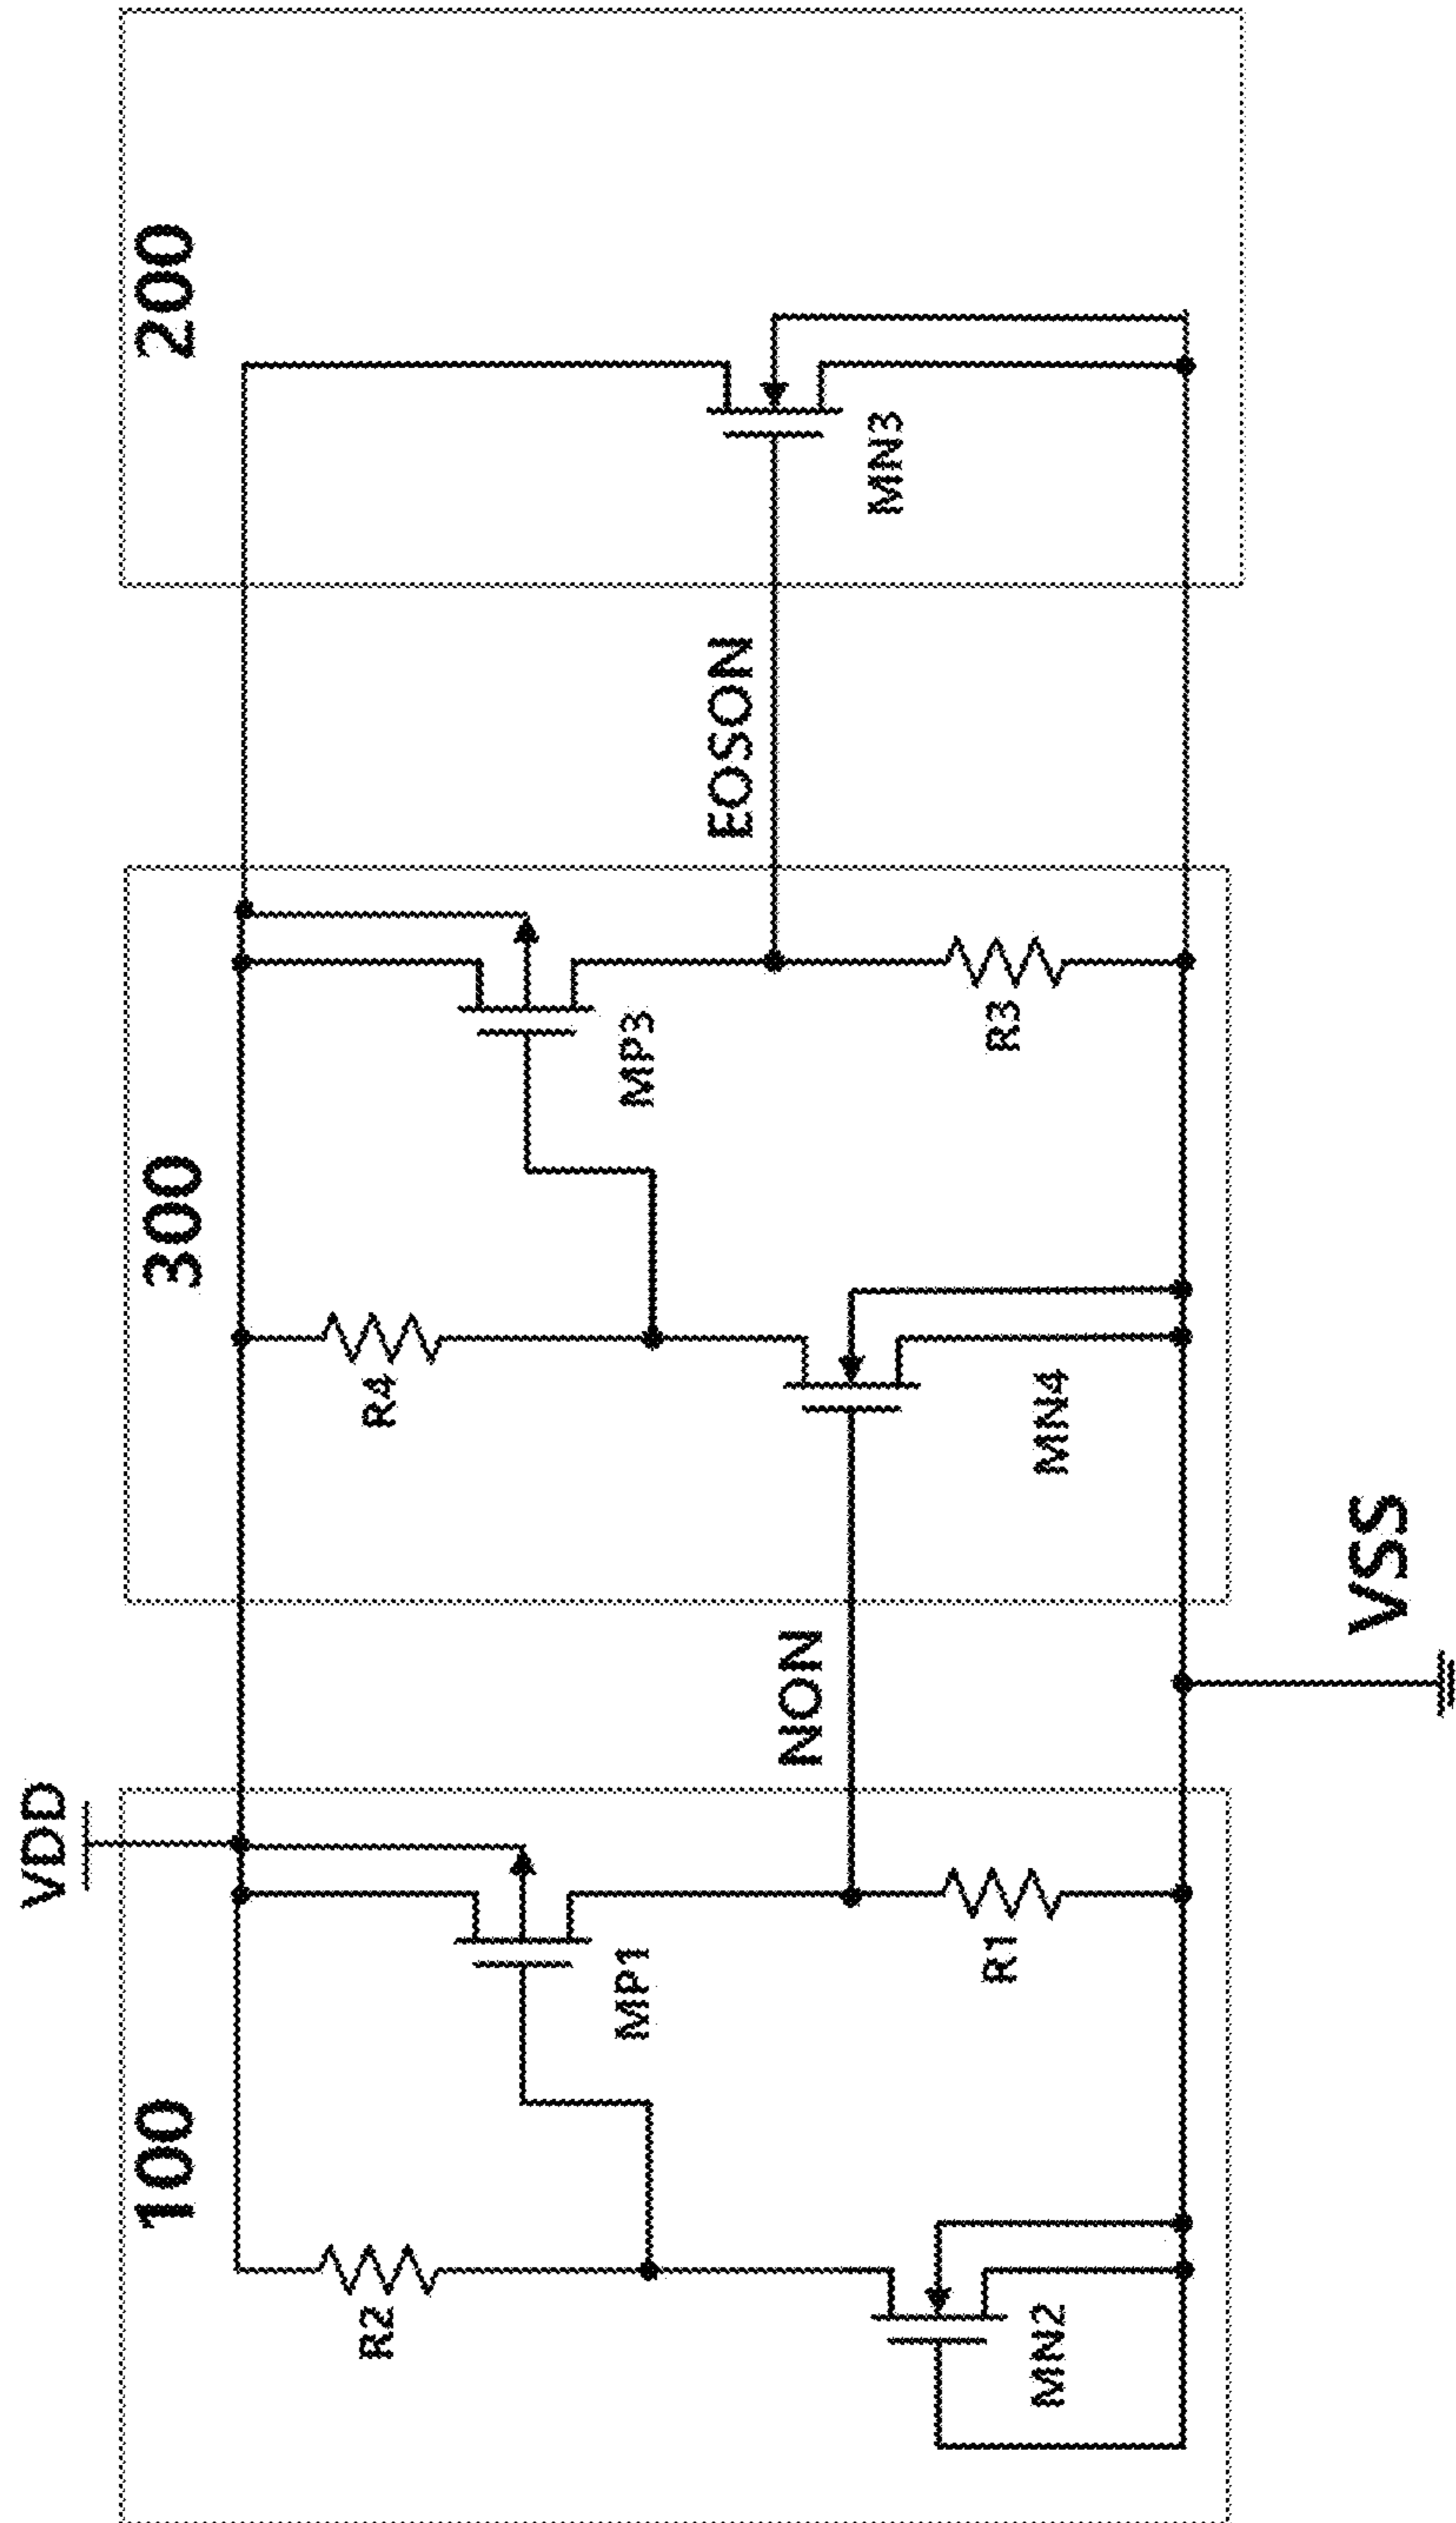 VDD
100
300
200
R2
MP1
R4
MP3
NON
EOSON
MN2
R1
MN4
R3
MN3
VSS